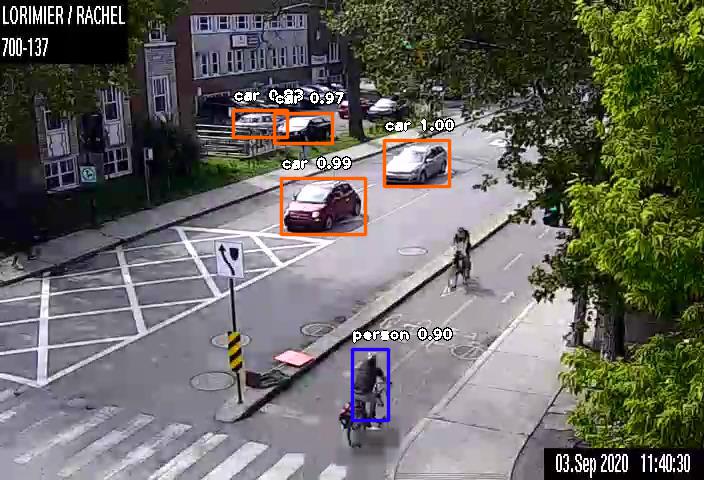 LORIMIER / RACHEL
700-137
car 0.97
car 1.00
car 0.99
person 0.90
03.Sep 2020 11:40:30